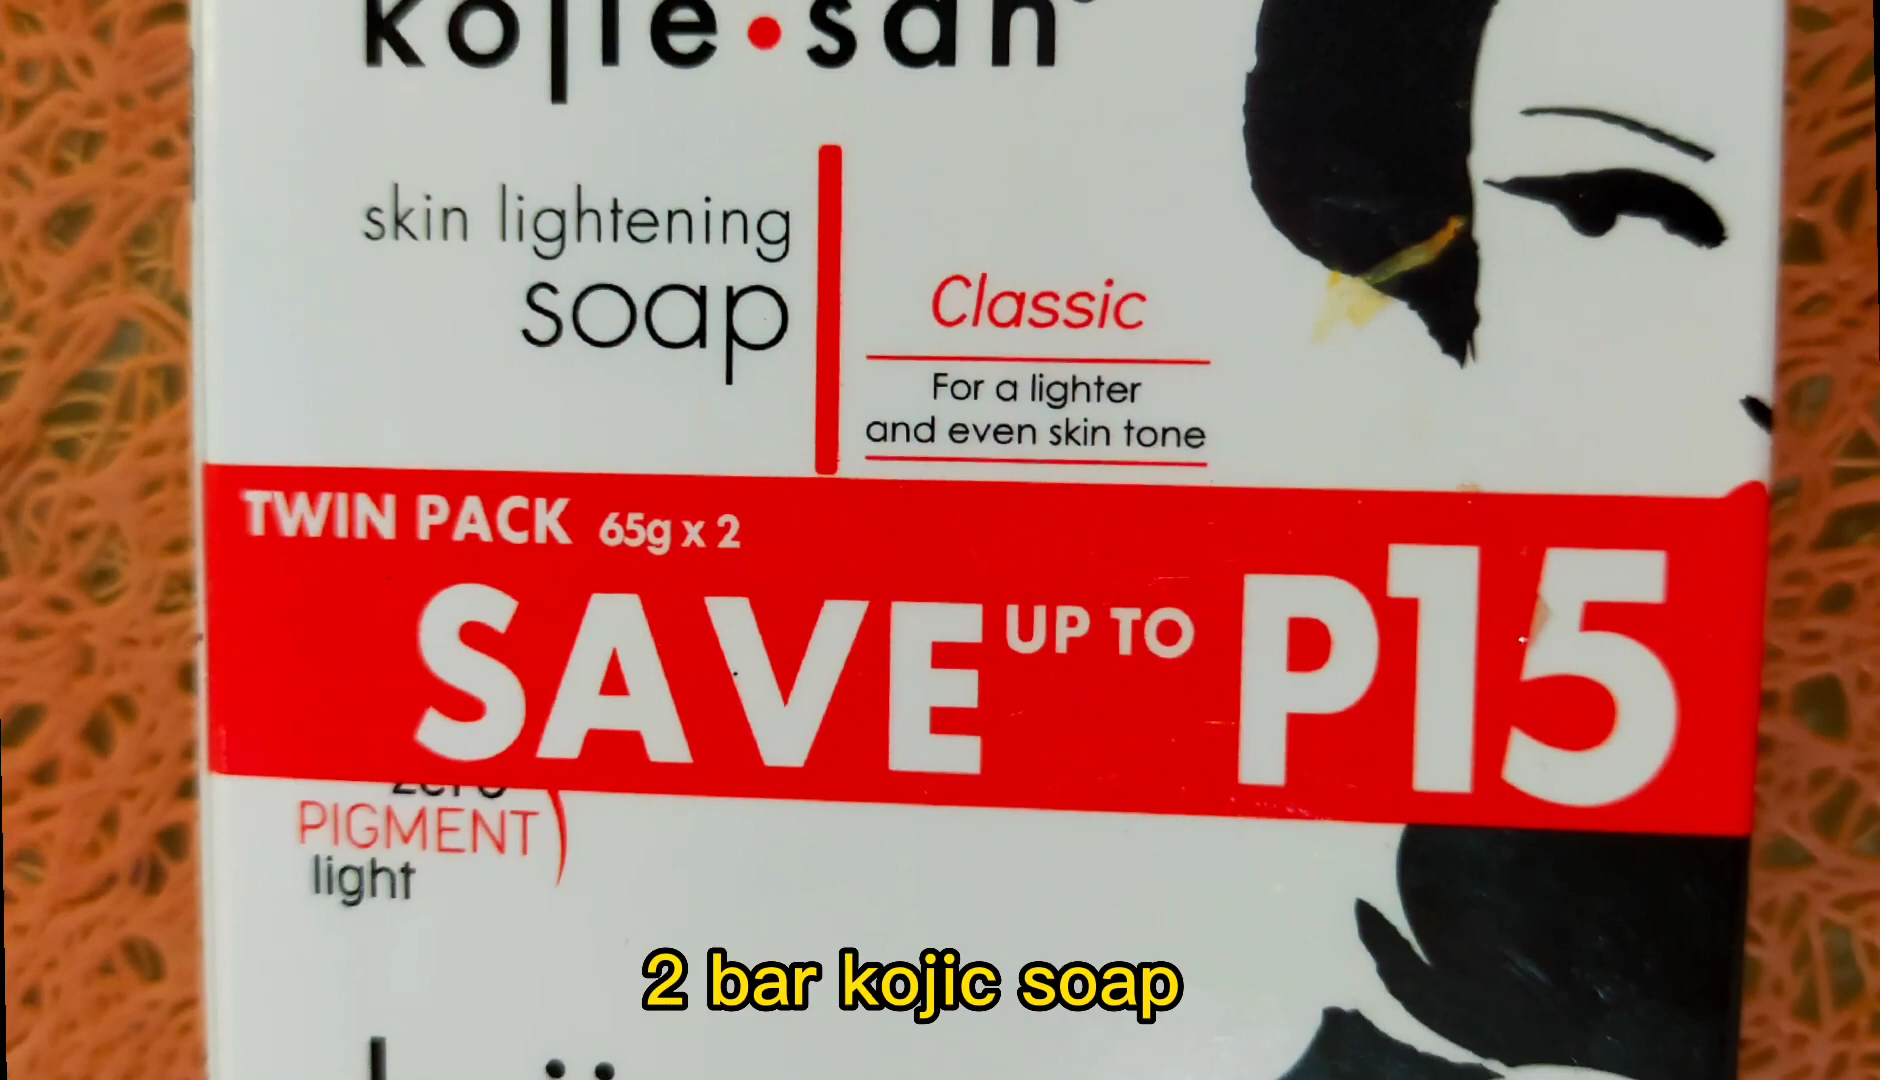 kojie.san
skin lightening
soap
Classic
For a lighter
and even skin tone
TWIN PACK 65g x 2
SAVE UP TO P15
zero
PIGMENT
light
2 bar kojic soap